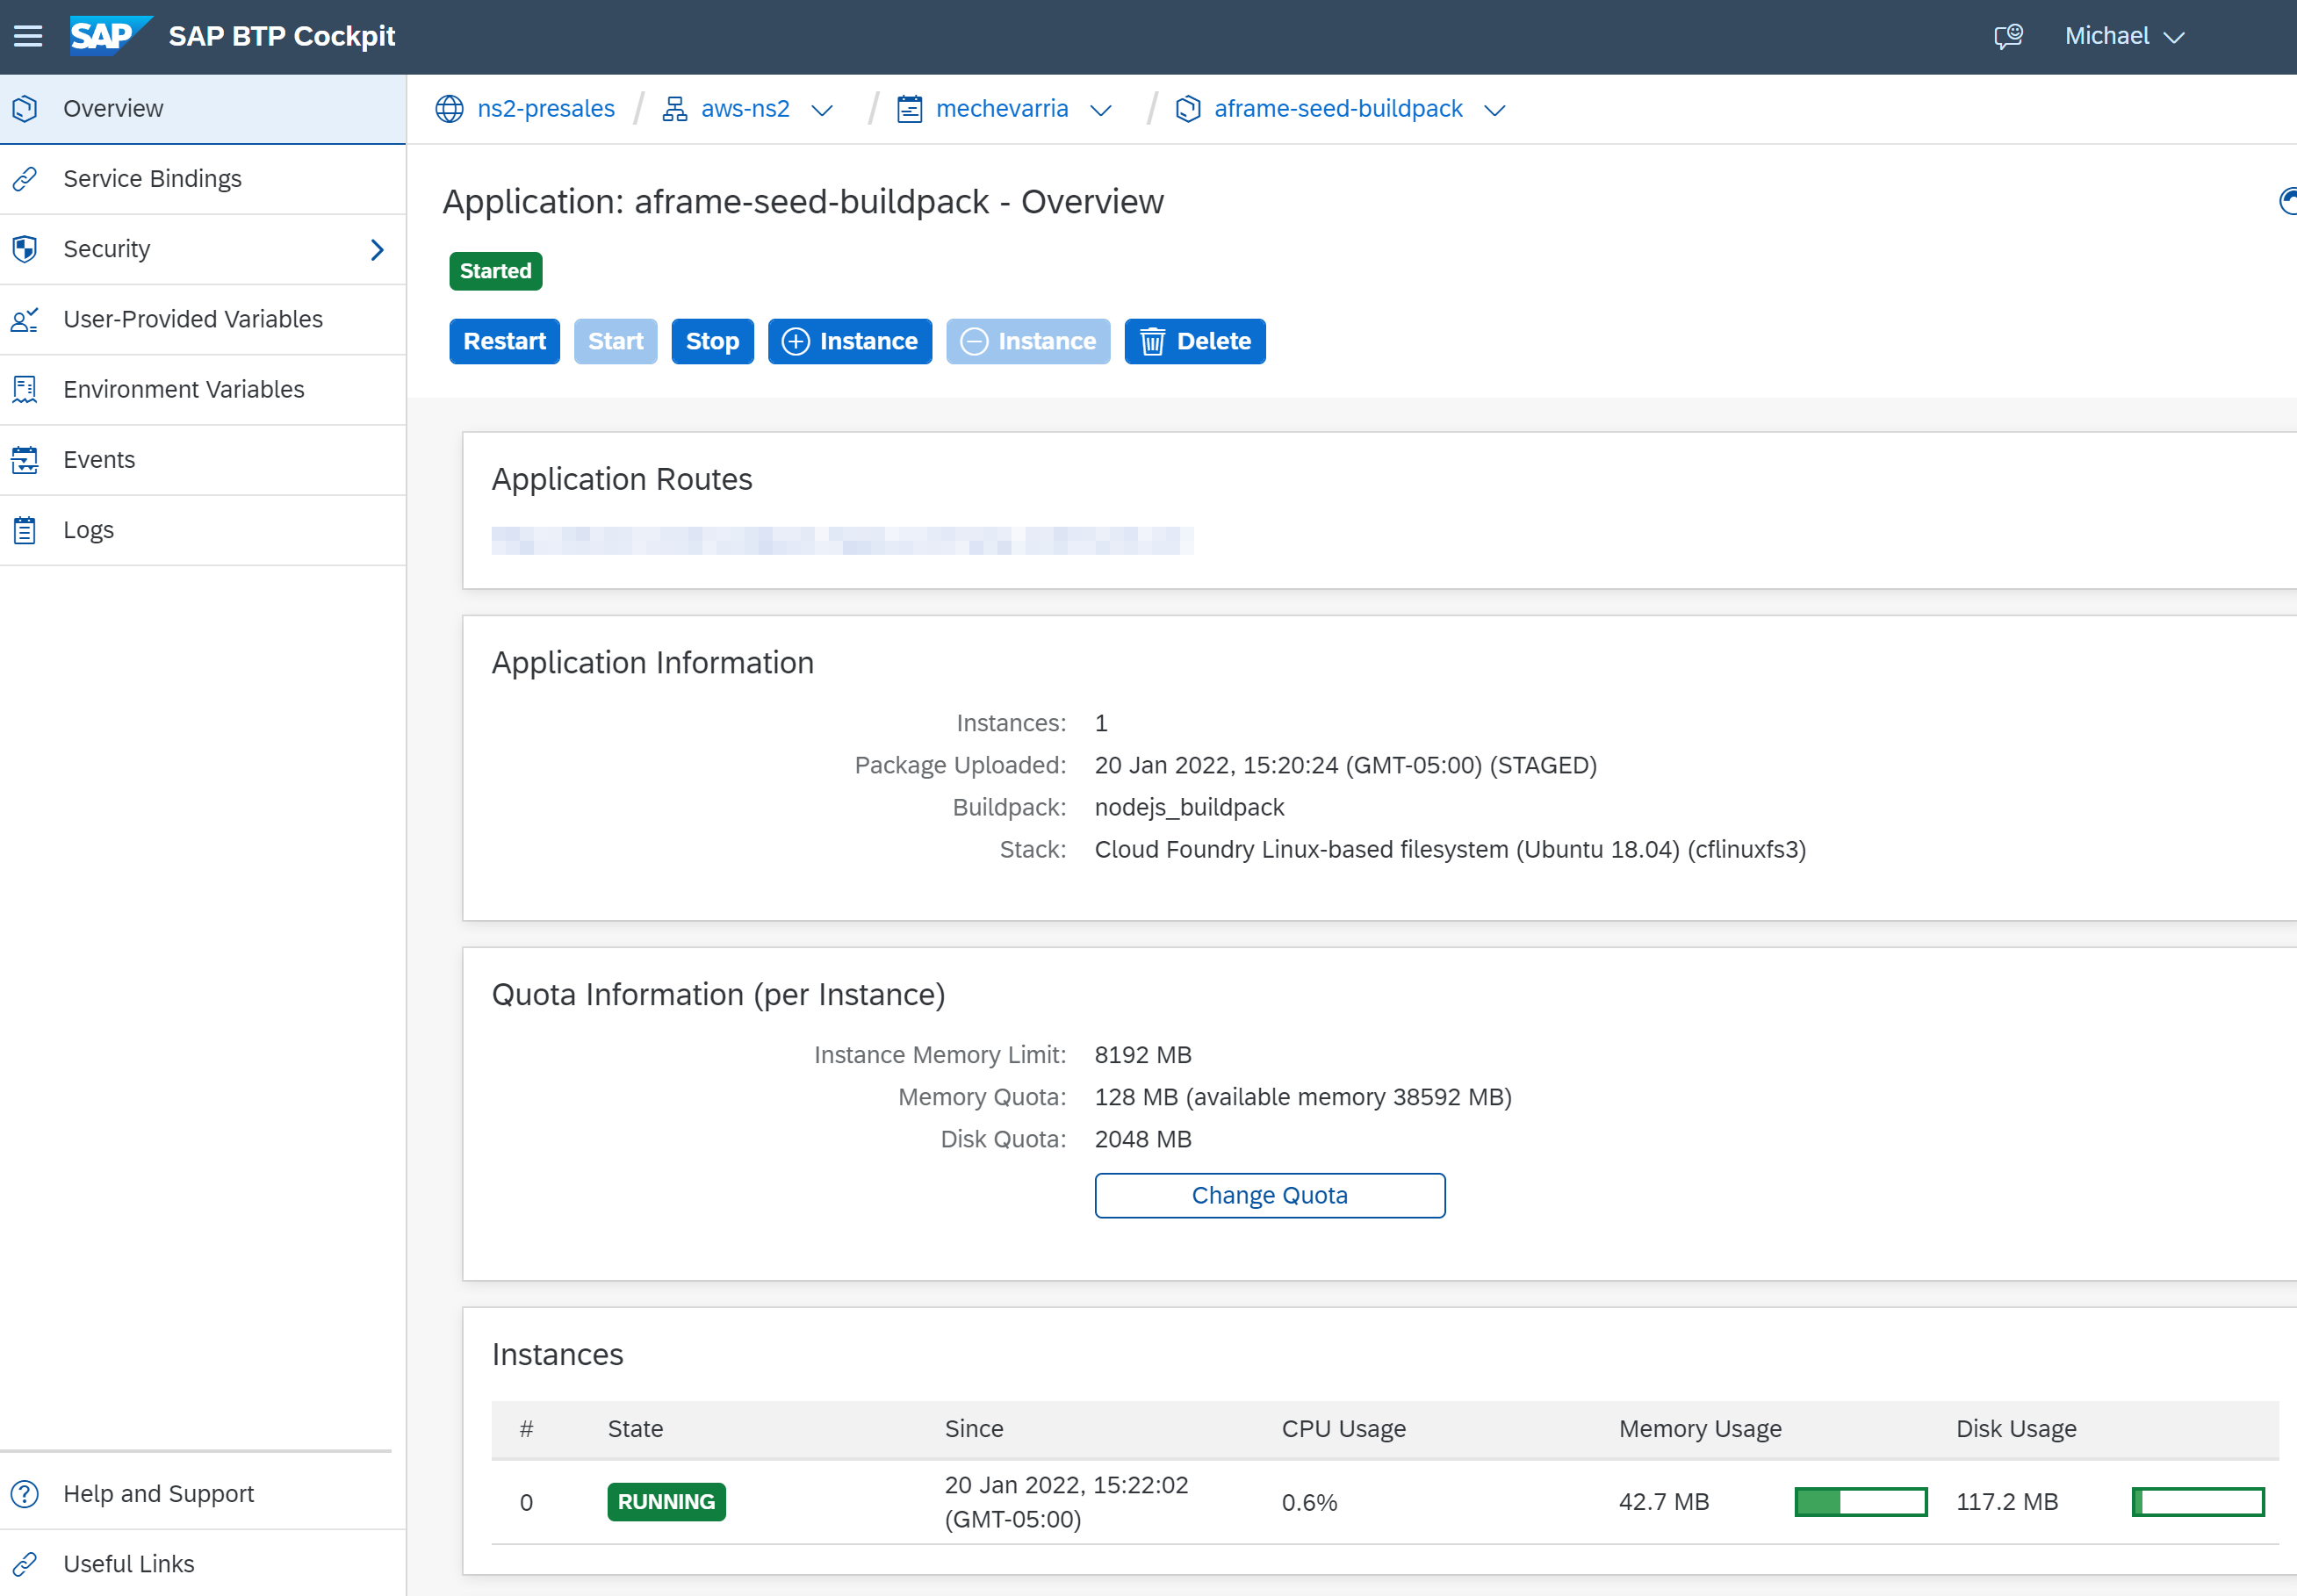 SAP SAP BTP Cockpit Michael
Overview
Service Bindings
Security
User-Provided Variables
Environment Variables
Events
Logs
Help and Support
Useful Links
ns2-presales / aws-ns2 / mechevarria / aframe-seed-buildpack
Application: aframe-seed-buildpack - Overview
Started
Restart Start Stop Instance Instance Delete
Application Routes
Application Information
Instances: 1
Package Uploaded: 20 Jan 2022, 15:20:24 (GMT-05:00) (STAGED)
Buildpack: nodejs_buildpack
Stack: Cloud Foundry Linux-based filesystem (Ubuntu 18.04) (cflinuxfs3)
Quota Information (per Instance)
Instance Memory Limit: 8192 MB
Memory Quota: 128 MB (available memory 38592 MB)
Disk Quota: 2048 MB
Change Quota
Instances
# State Since CPU Usage Memory Usage Disk Usage
0 RUNNING 20 Jan 2022, 15:22:02 0.6% 42.7 MB 117.2 MB
(GMT-05:00)